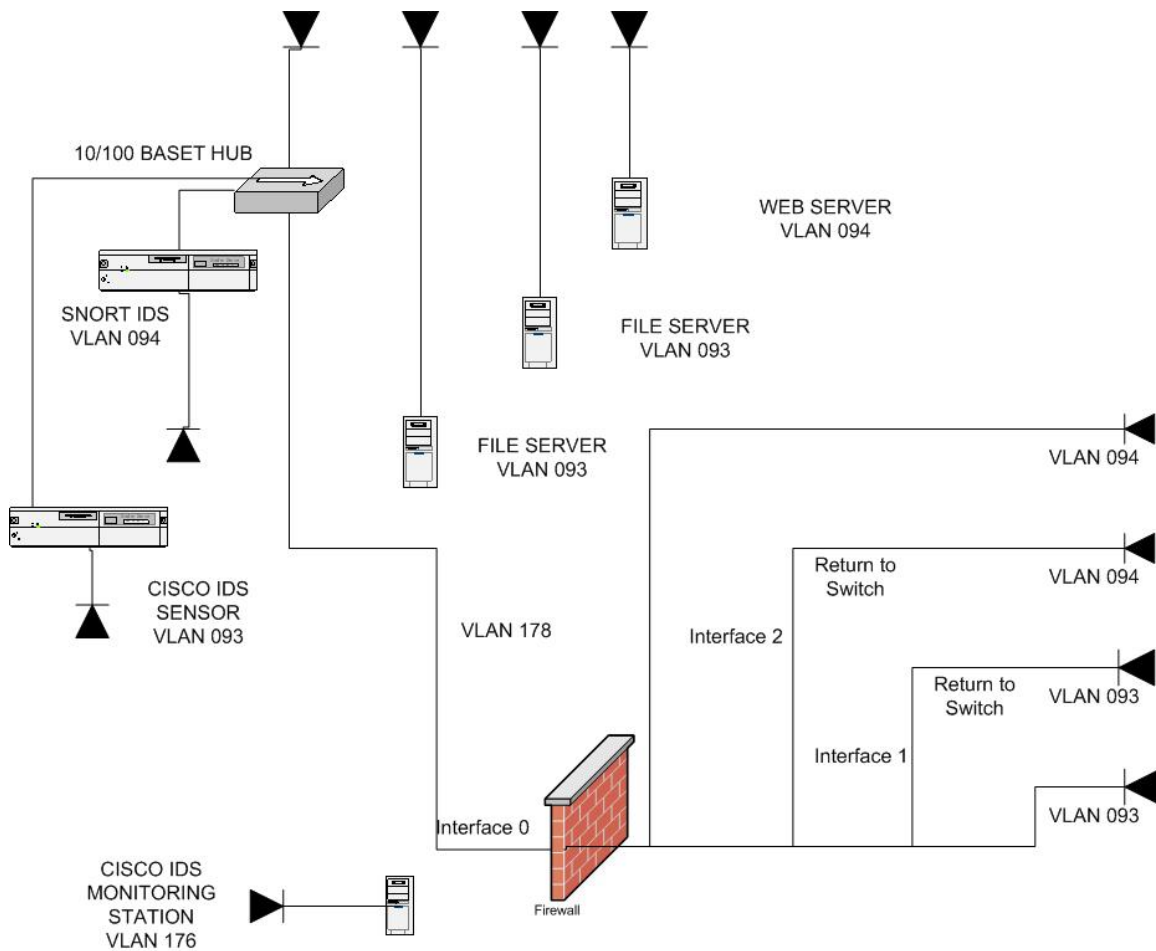 10/100 BASET HUB
WEB SERVER
VLAN 094
SNORT IDS
VLAN 094
FILE SERVER
VLAN 093
FILE SERVER
VLAN 093
VLAN 094
Return to
Switch
VLAN 094
CISCO IDS
SENSOR
VLAN 093
VLAN 178
Interface 2
Return to
Switch
VLAN 093
Interface 1
VLAN 093
Interface 0
CISCO IDS
MONITORING
STATION
VLAN 176
Firewall